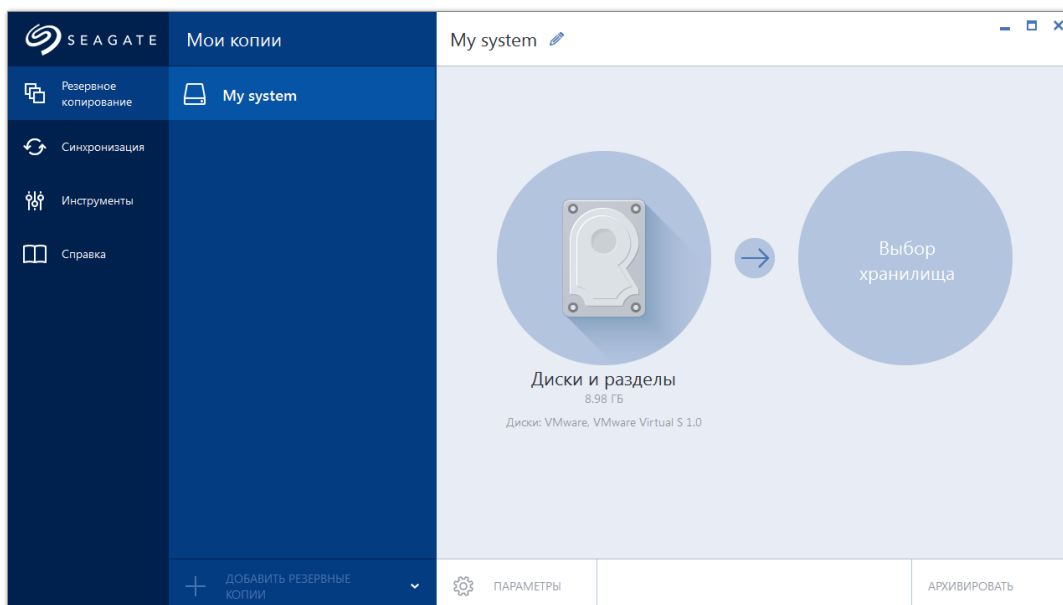 SEAGATE
Мои копии
My system
Резервное
копирование
My system
Синхронизация
Инструменты
Справка
Выбор
хранилища
Диски и разделы
8.98 ГБ
Диски: VMware, VMware Virtual S 1.0
ДОБАВИТЬ РЕЗЕРВНЫЕ
КОПИИ
ПАРАМЕТРЫ
АРХИВИРОВАТЬ